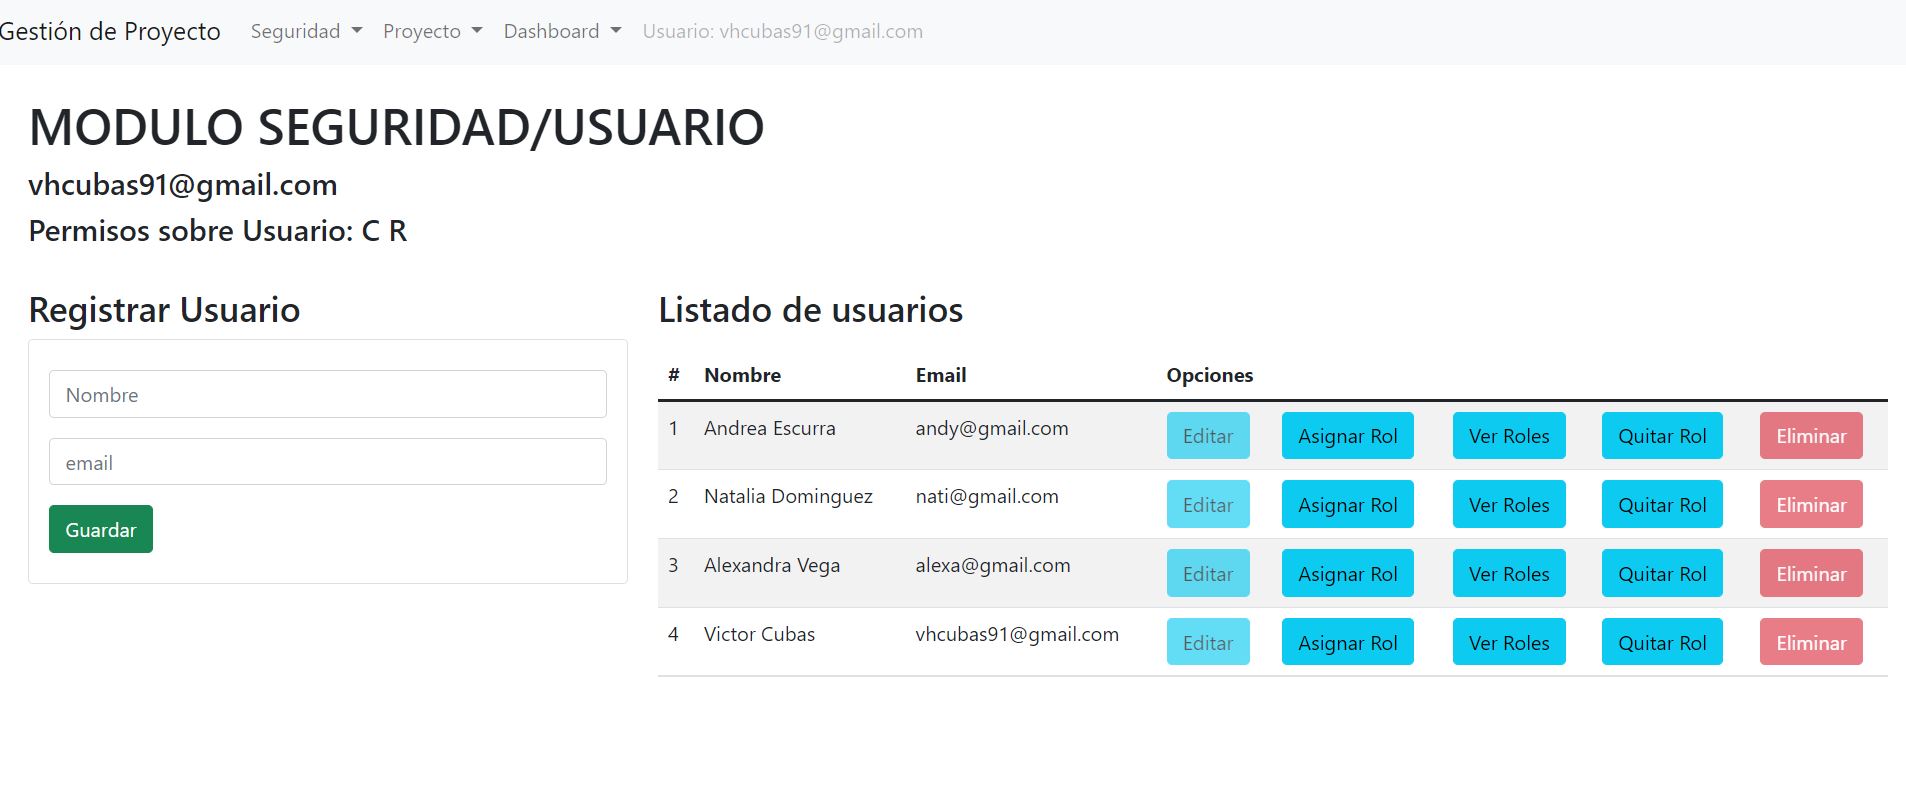 Gestión de Proyecto Seguridad Proyecto Dashboard Usuario: vhcubas91@gmail.com
MODULO SEGURIDAD/USUARIO
vhcubas91@gmail.com
Permisos sobre Usuario: C R
Registrar Usuario
Nombre
email
Guardar
Listado de usuarios
# Nombre Email Opciones
1 Andrea Escurra andy@gmail.com Editar Asignar Rol Ver Roles Quitar Rol Eliminar
2 Natalia Dominguez nati@gmail.com Editar Asignar Rol Ver Roles Quitar Rol Eliminar
3 Alexandra Vega alexa@gmail.com Editar Asignar Rol Ver Roles Quitar Rol Eliminar
4 Victor Cubas vhcubas91@gmail.com Editar Asignar Rol Ver Roles Quitar Rol Eliminar